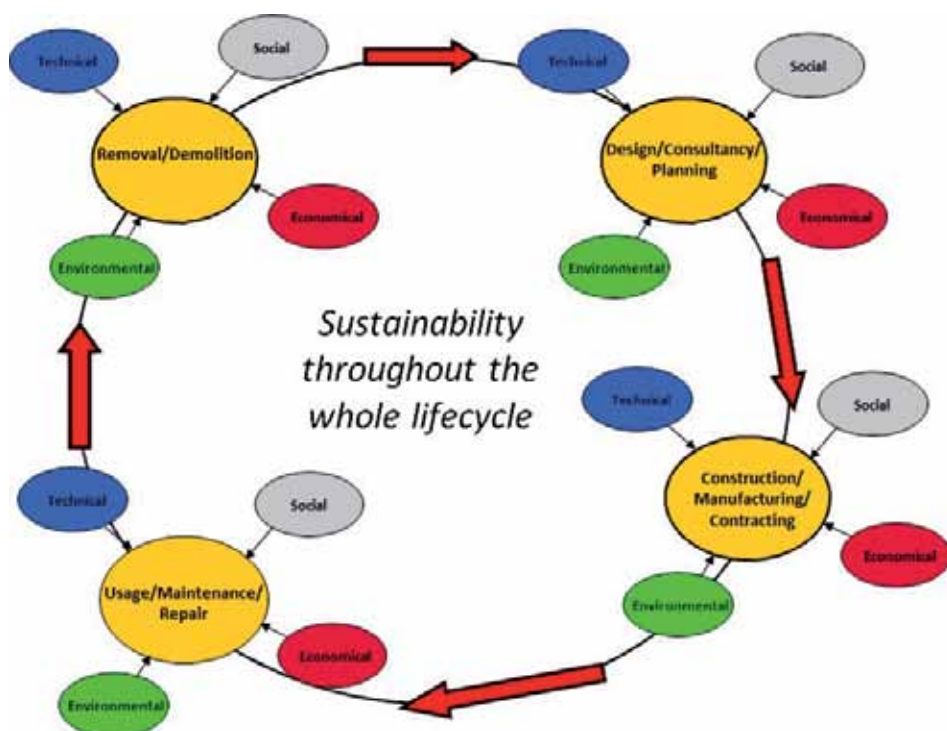 Technical
Social
Removal/Demolition
Economical
Environmental
Technical
Social
Design/Consultancy/
Planning
Economical
Environmental
Sustainability
throughout the
whole lifecycle
Technical
Social
Construction/
Manufacturing/
Contracting
Economical
Environmental
Technical
Social
Usage/Maintenance/
Repair
Economical
Environmental